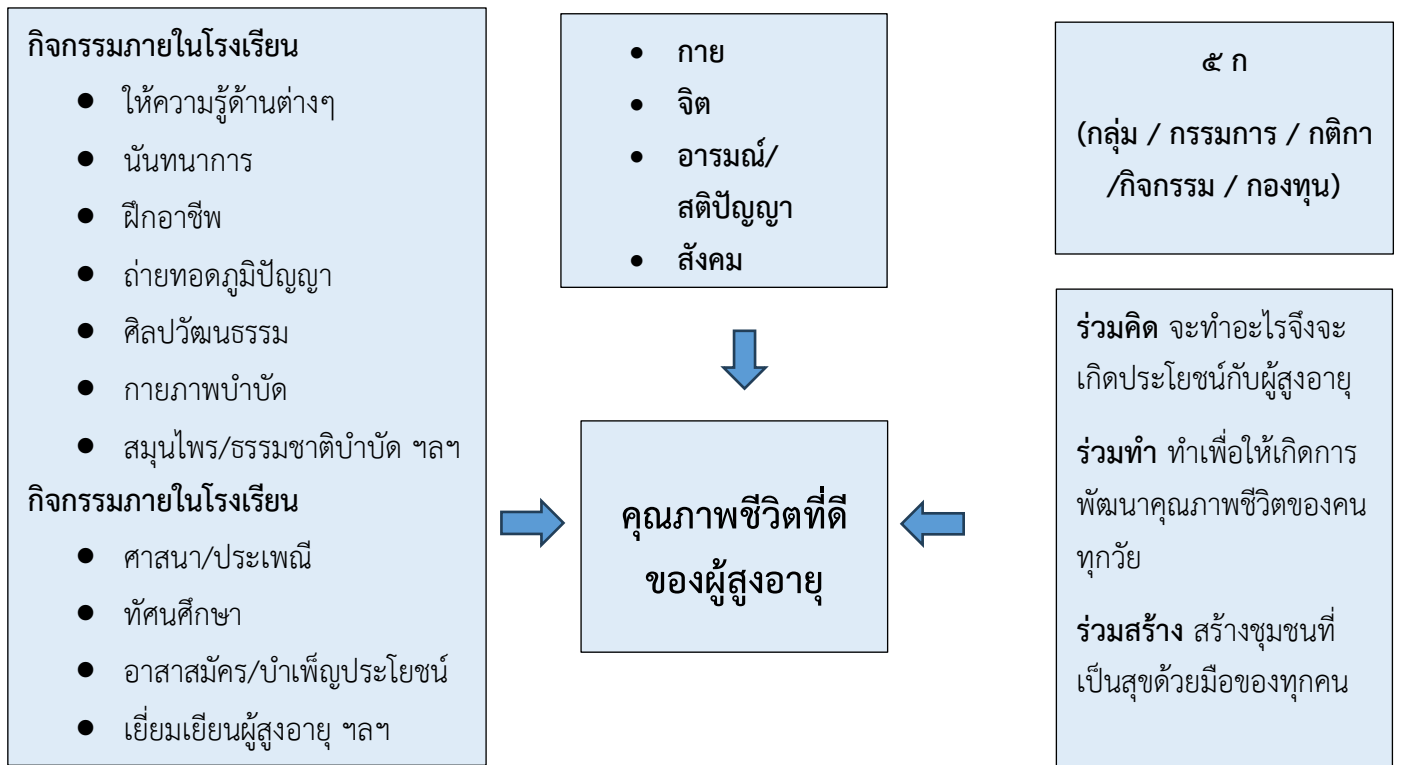 กิจกรรมภายในโรงเรียน
● ให้ความรู้ด้านต่างๆ
● นันทนาการ
● ฝึกอาชีพ
● ถ่ายทอดภูมิปัญญา
● ศิลปวัฒนธรรม
● กายภาพบำบัด
● สมุนไพร/ธรรมชาติบำบัด ฯลฯ
กิจกรรมภายในโรงเรียน
● ศาสนา/ประเพณี
● ทัศนศึกษา
● อาสาสมัคร/บำเพ็ญประโยชน์
● เยี่ยมเยียนผู้สูงอายุ ฯลฯ
• กาย
• จิต
• อารมณ์/
สติปัญญา
• สังคม
คุณภาพชีวิตที่ดี
ของผู้สูงอายุ
๕ ก
(กลุ่ม / กรรมการ / กติกา
/กิจกรรม / กองทุน)
ร่วมคิด จะทำอะไรจึงจะ
เกิดประโยชน์กับผู้สูงอายุ
ร่วมทำ ทำเพื่อให้เกิดการ
พัฒนาคุณภาพชีวิตของคน
ทุกวัย
ร่วมสร้าง สร้างชุมชนที่
เป็นสุขด้วยมือของทุกคน